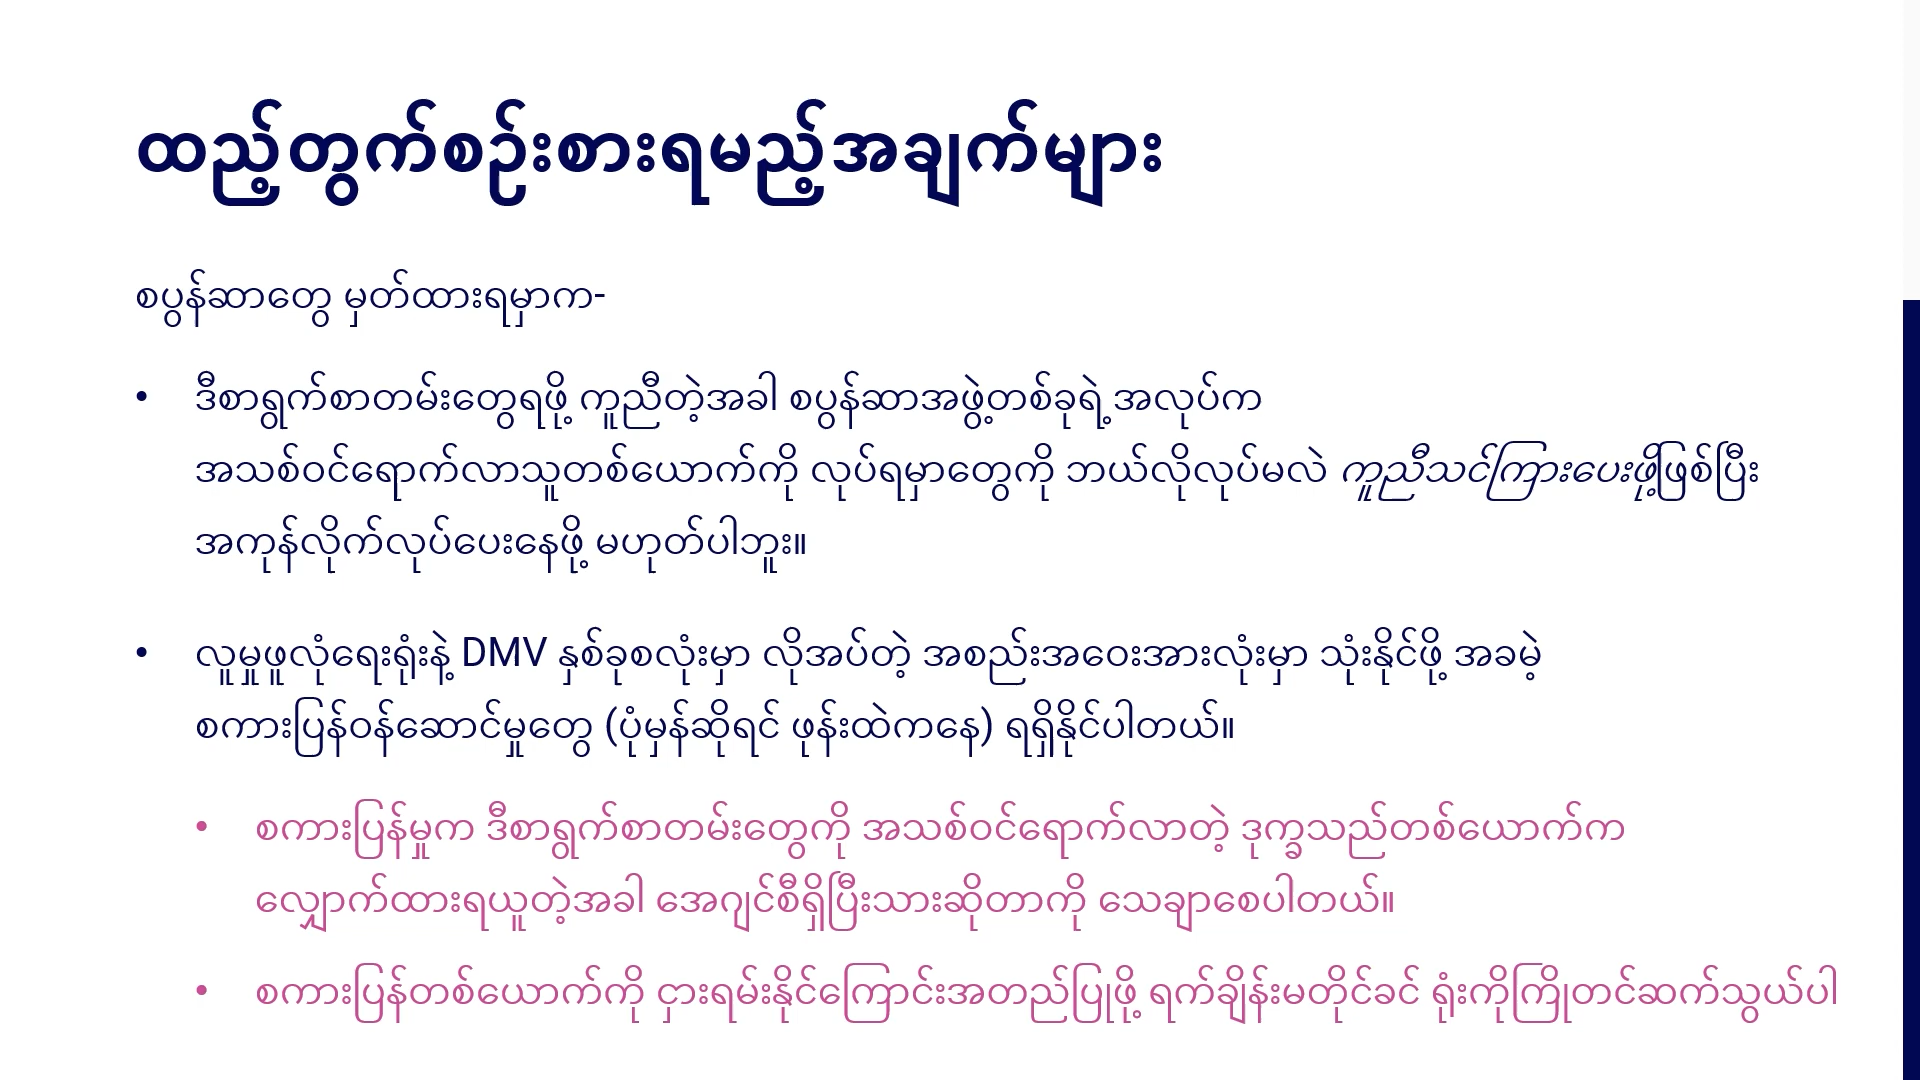 ထည့်တွက်စဉ်းစားရမည့်အချက်များ
စပွန်ဆာတွေ မှတ်ထားရမှာက-
• ဒီစာရွက်စာတမ်းတွေရဖို့ ကူညီတဲ့အခါ စပွန်ဆာအဖွဲ့တစ်ခုရဲ့အလုပ်က
အသစ်ဝင်ရောက်လာသူတစ်ယောက်ကို လုပ်ရမှာတွေကို ဘယ်လိုလုပ်မလဲ ကူညီသင်ကြားပေးဖို့ဖြစ်ပြီး
အကုန်လိုက်လုပ်ပေးနေဖို့ မဟုတ်ပါဘူး။
• လူမှုဖူလုံရေးရုံးနဲ့ DMV နှစ်ခုစလုံးမှာ လိုအပ်တဲ့ အစည်းအဝေးအားလုံးမှာ သုံးနိုင်ဖို့ အခမဲ့
စကားပြန်ဝန်ဆောင်မှုတွေ (ပုံမှန်ဆိုရင် ဖုန်းထဲကနေ) ရရှိနိုင်ပါတယ်။
• စကားပြန်မှုက ဒီစာရွက်စာတမ်းတွေကို အသစ်ဝင်ရောက်လာတဲ့ ဒုက္ခသည်တစ်ယောက်က
လျှောက်ထားရယူတဲ့အခါ အေဂျင်စီရှိပြီးသားဆိုတာကို သေချာစေပါတယ်။
• စကားပြန်တစ်ယောက်ကို ငှားရမ်းနိုင်ကြောင်းအတည်ပြုဖို့ ရက်ချိန်းမတိုင်ခင် ရုံးကိုကြိုတင်ဆက်သွယ်ပါ